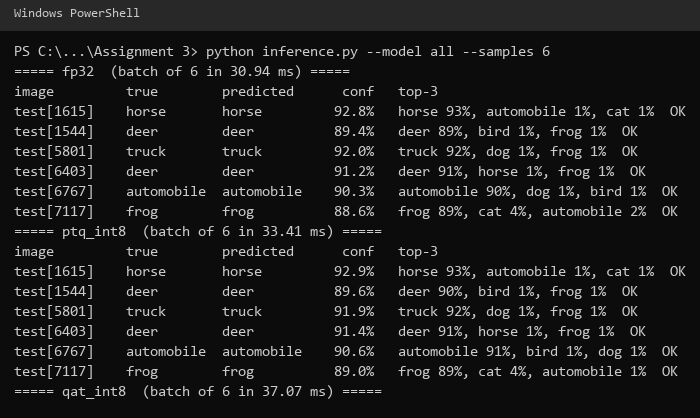 Windows PowerShell
PS C:\...\Assignment 3> python inference.py --model all --samples 6
===== fp32  (batch of 6 in 30.94 ms) =====
image       true        predicted      conf   top-3
test[1615]    horse       horse         92.8%   horse 93%, automobile 1%, cat 1%  OK
test[1544]    deer        deer          89.4%   deer 89%, bird 1%, frog 1%  OK
test[5801]    truck       truck         92.0%   truck 92%, dog 1%, frog 1%  OK
test[6403]    deer        deer          91.2%   deer 91%, horse 1%, frog 1%  OK
test[6767]    automobile  automobile    90.3%   automobile 90%, dog 1%, bird 1%  OK
test[7117]    frog        frog          88.6%   frog 89%, cat 4%, automobile 2%  OK
===== ptq_int8  (batch of 6 in 33.41 ms) =====
image       true        predicted      conf   top-3
test[1615]    horse       horse         92.9%   horse 93%, automobile 1%, cat 1%  OK
test[1544]    deer        deer          89.6%   deer 90%, bird 1%, frog 1%  OK
test[5801]    truck       truck         91.9%   truck 92%, dog 1%, frog 1%  OK
test[6403]    deer        deer          91.4%   deer 91%, horse 1%, frog 1%  OK
test[6767]    automobile  automobile    90.6%   automobile 91%, bird 1%, dog 1%  OK
test[7117]    frog        frog          89.0%   frog 89%, cat 4%, automobile 1%  OK
===== qat_int8  (batch of 6 in 37.07 ms) =====